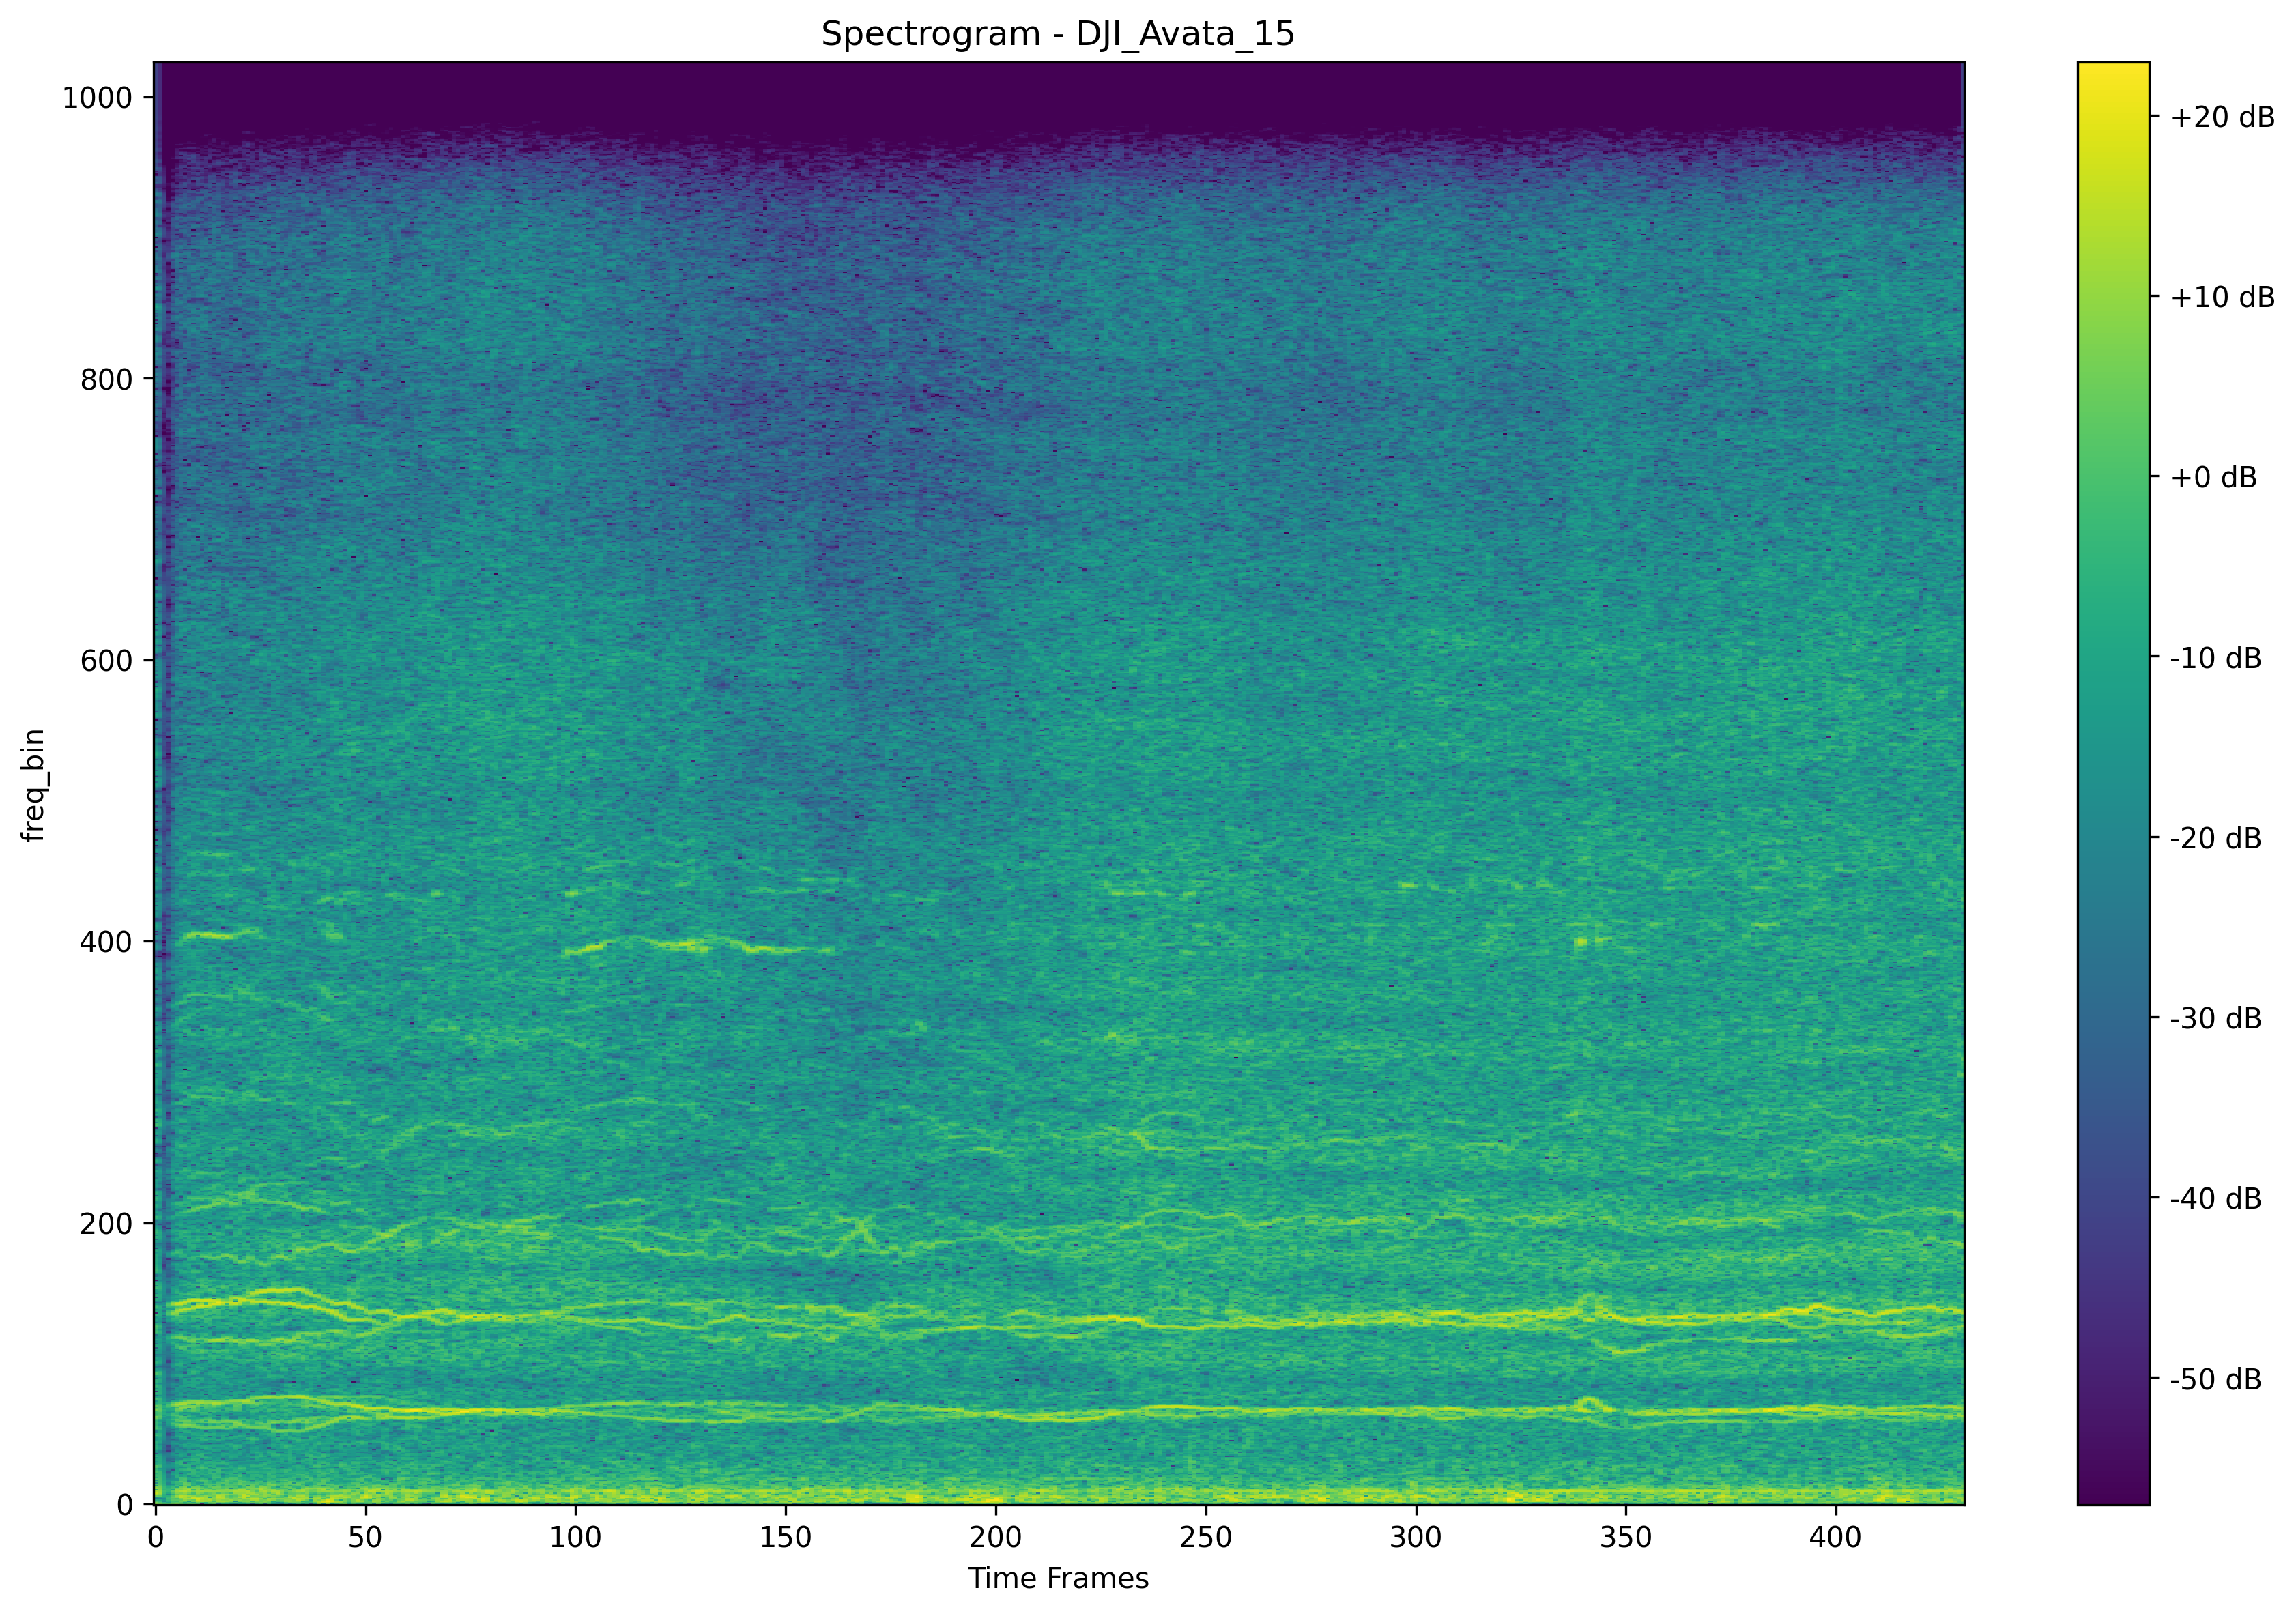 Spectrogram - DJI_Avata_15
freq_bin
1000
800
600
400
200
0
0 50 100 150 200 250 300 350 400
Time Frames
+20 dB
+10 dB
+0 dB
-10 dB
-20 dB
-30 dB
-40 dB
-50 dB